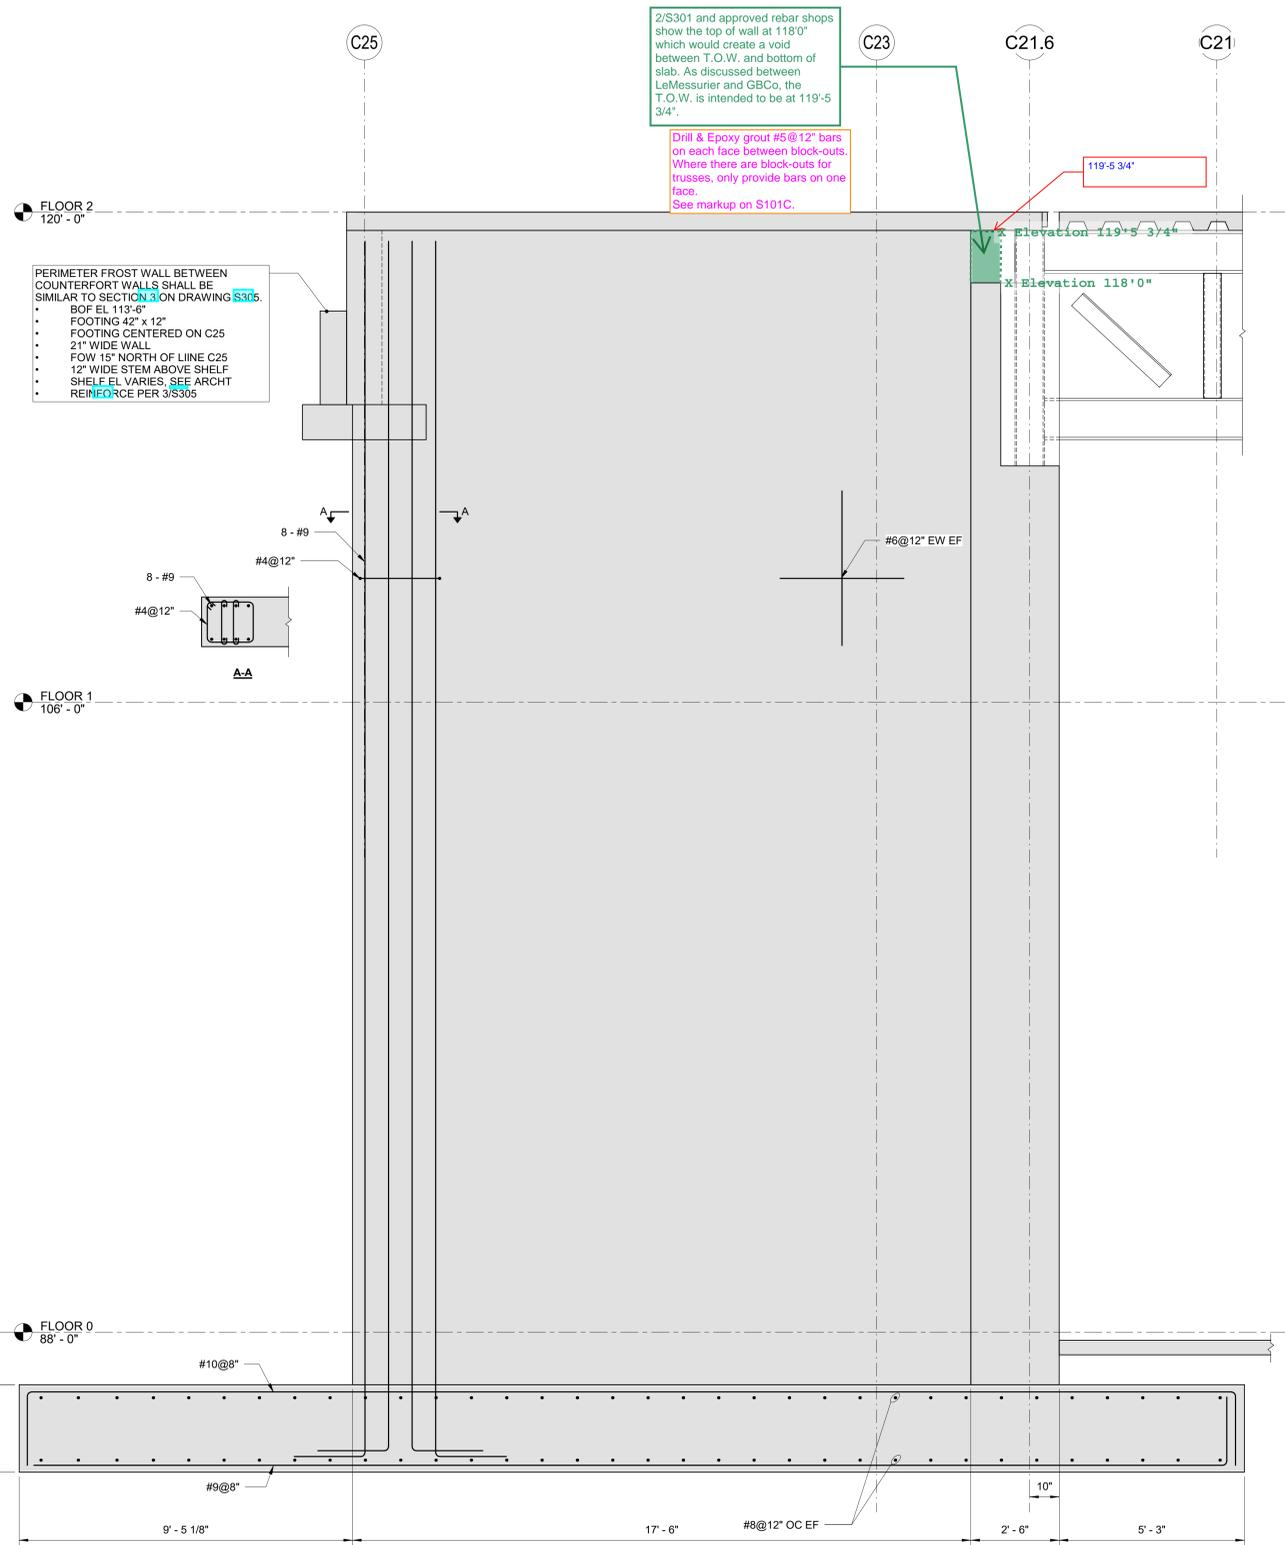 2/S301 and approved rebar shops
show the top of wall at 118'0"
which would create a void
between T.O.W. and bottom of
slab. As discussed between
LeMessurier and GBCo, the
T.O.W. is intended to be at 119'-5
3/4".
C25
C23
C21.6
C21
Drill & Epoxy grout #5@12" bars
on each face between block-outs.
Where there are block-outs for
trusses, only provide bars on one
face.
See markup on S101C.
119'-5 3/4"
FLOOR 2
120' - 0"
X Elevation 119'5 3/4"
X Elevation 118'0"
PERIMETER FROST WALL BETWEEN
COUNTERFORT WALLS SHALL BE
SIMILAR TO SECTION 3 ON DRAWING S305.
• BOF EL 113'-6"
• FOOTING 42" x 12"
• FOOTING CENTERED ON C25
• 21" WIDE WALL
• FOW 15" NORTH OF LIINE C25
• 12" WIDE STEM ABOVE SHELF
• SHELF EL VARIES, SEE ARCHT
• REINFORCE PER 3/S305
A
A
8 - #9
#4@12"
#6@12" EW EF
8 - #9
#4@12"
A-A
FLOOR 1
106' - 0"
FLOOR 0
88' - 0"
#10@8"
#9@8"
#8@12" OC EF
10"
9' - 5 1/8"
17' - 6"
2' - 6"
5' - 3"